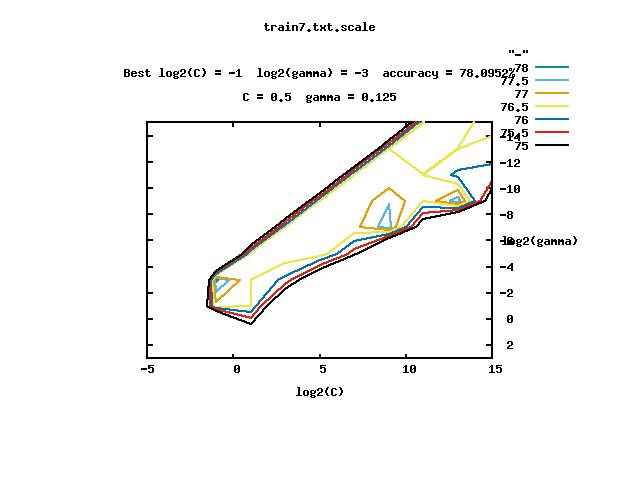 train7.txt.scale
"-"
Best log2(C) = -1 log2(gamma) = -3 accuracy = 78.0952%
78
77.5
C = 0.5 gamma = 0.125
77
76.5
76
75.5
75
-14
-12
-10
-8
-6
log2(gamma)
-4
-2
0
2
-5 0 5 10 15
log2(C)